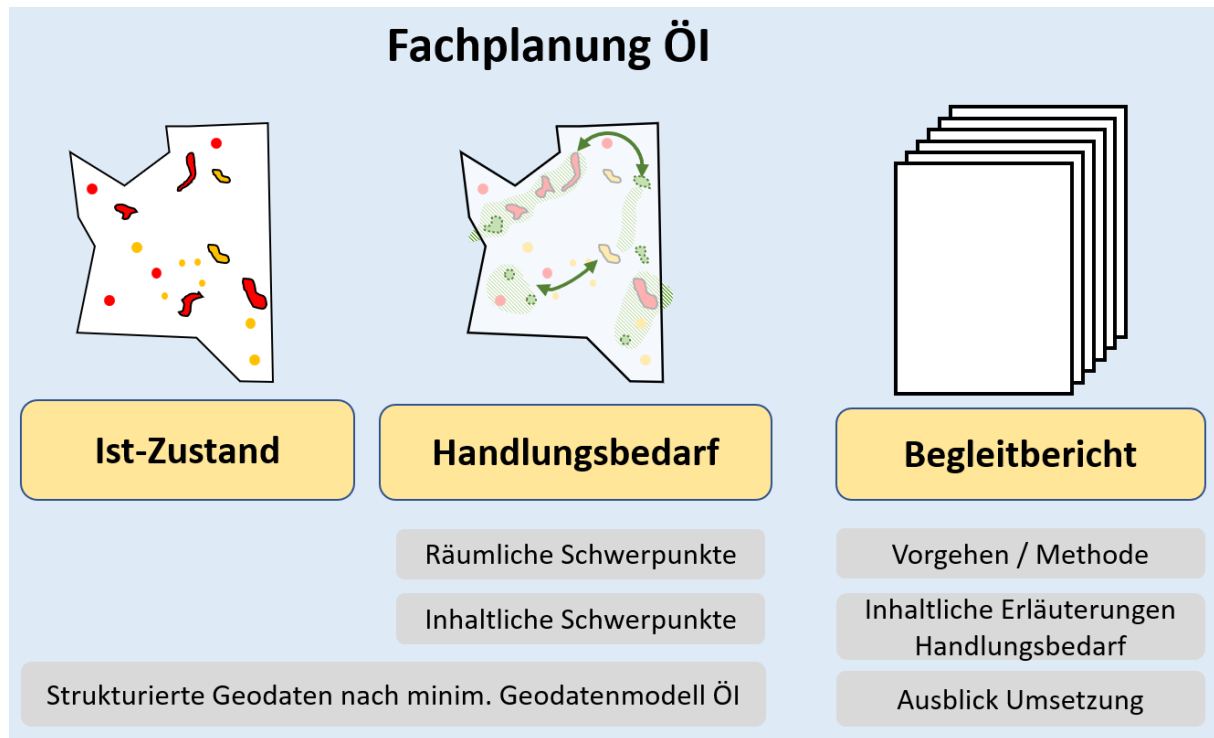 Fachplanung ÖI
Ist-Zustand
Handlungsbedarf
Begleitbericht
Räumliche Schwerpunkte
Inhaltliche Schwerpunkte
Strukturierte Geodaten nach minim. Geodatenmodell ÖI
Vorgehen / Methode
Inhaltliche Erläuterungen
Handlungsbedarf
Ausblick Umsetzung